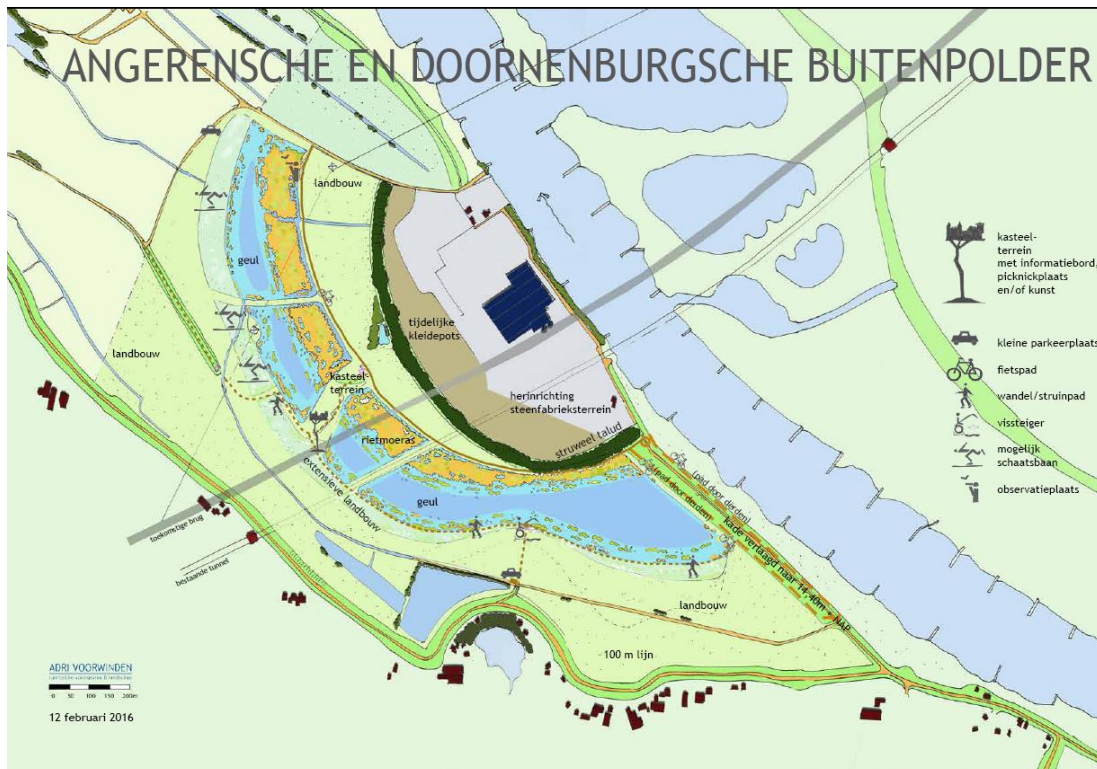 ANGERENSCHE EN DOORNENBURGSCHE BUITENPOLDER
landbouw
geul
tijdelijke
kleidepots
landbouw
kasteel-
terrein
herinrichting
steenfabrieksterrein
struweel talud
rietmoeras
extensieve landbouw
geul
(pad door derden)
(pad door derden)
kade verlaagd naar 14.40m + NAP
toekomstige brug
bestaande tunnel
landbouw
100 m lijn
kasteel-
terrein
met informatiebord,
picknickplaats
en/of kunst
kleine parkeerplaats
fietspad
wandel/struinpad
vissteiger
mogelijk
schaatsbaan
observatieplaats
ADRI VOORWINDEN
0 50 100 150 200m
12 februari 2016